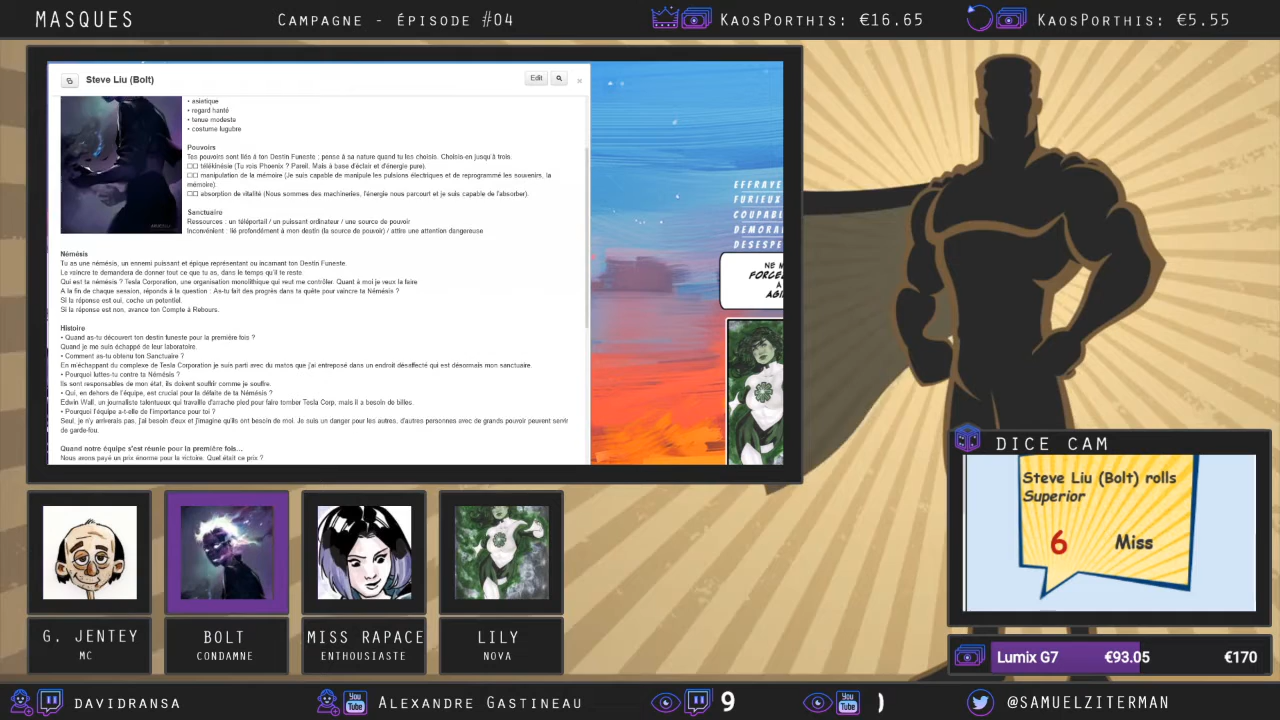 MASQUES
CAMPAGNE - ÉPISODE #04
KAOSPORTHIS: €16.65
KAOSPORTHIS: €5.55
Steve Liu (Bolt)
Edit
• asiatique
• regard hanté
• tenue modeste
• costume lugubre
Pouvoirs
Tes pouvoirs sont liés à ton Destin Funeste ; pense à sa nature quand tu les choisis. Choisis-en jusqu'à trois.
☐☐ télékinésie (Tu vois Phoenix ? Pareil. Mais à base d'éclair et d'énergie pure).
☐☐ manipulation de la mémoire (Je suis capable de manipule les pulsions électriques et de reprogrammé les souvenirs, la
mémoire).
☐☐ absorption de vitalité (Nous sommes des machineries, l'énergie nous parcourt et je suis capable de l'absorber).
Sanctuaire
Ressources : un téléportail / un puissant ordinateur / une source de pouvoir
Inconvénient : lié profondément à mon destin (la source de pouvoir) / attire une attention dangereuse
Némésis
Tu as une némésis, un ennemi puissant et épique représentant ou incarnant ton Destin Funeste.
Le vaincre te demandera de donner tout ce que tu as, dans le temps qu'il te reste.
Qui est ta némésis ? Tesla Corporation, une organisation monolithique qui veut me contrôler. Quant à moi je veux la faire
A la fin de chaque session, réponds à la question : As-tu fait des progrès dans ta quête pour vaincre ta Némésis ?
Si la réponse est oui, coche un potentiel.
Si la réponse est non, avance ton Compte à Rebours.
Histoire
• Quand as-tu découvert ton destin funeste pour la première fois ?
Quand je me suis échappé de leur laboratoire.
• Comment as-tu obtenu ton Sanctuaire ?
En m'échappant du complexe de Tesla Corporation je suis parti avec du matos que j'ai entreposé dans un endroit désaffecté qui est désormais mon sanctuaire.
• Pourquoi luttes-tu contre ta Némésis ?
Ils sont responsables de mon état, ils doivent souffrir comme je souffre.
• Qui, en dehors de l'équipe, est crucial pour la défaite de ta Némésis ?
Edwin Wall, un journaliste talentueux qui travaille d'arrache pied pour faire tomber Tesla Corp, mais il a besoin de billes.
• Pourquoi l'équipe a-t-elle de l'importance pour toi ?
Seul, je n'y arriverais pas, j'ai besoin d'eux et j'imagine qu'ils ont besoin de moi. Je suis un danger pour les autres, d'autres personnes avec de grands pouvoir peuvent servir
de garde-fou.
Quand notre équipe s'est réunie pour la première fois...
Nous avons payé un prix énorme pour la victoire. Quel était ce prix ?
EFFRAYE
FURIEUX
COUPABL
DEMORA
DESESPE
NE M
FORGE
À
AGI
DICE CAM
Steve Liu (Bolt) rolls
Superior
6 Miss
G. JENTEY
MC
BOLT
CONDAMNE
MISS RAPACE
ENTHOUSIASTE
LILY
NOVA
Lumix G7 €93.05 €170
DAVIDRANSA
You Tube
ALEXANDRE GASTINEAU
9
You Tube
)
@SAMUELZITERMAN